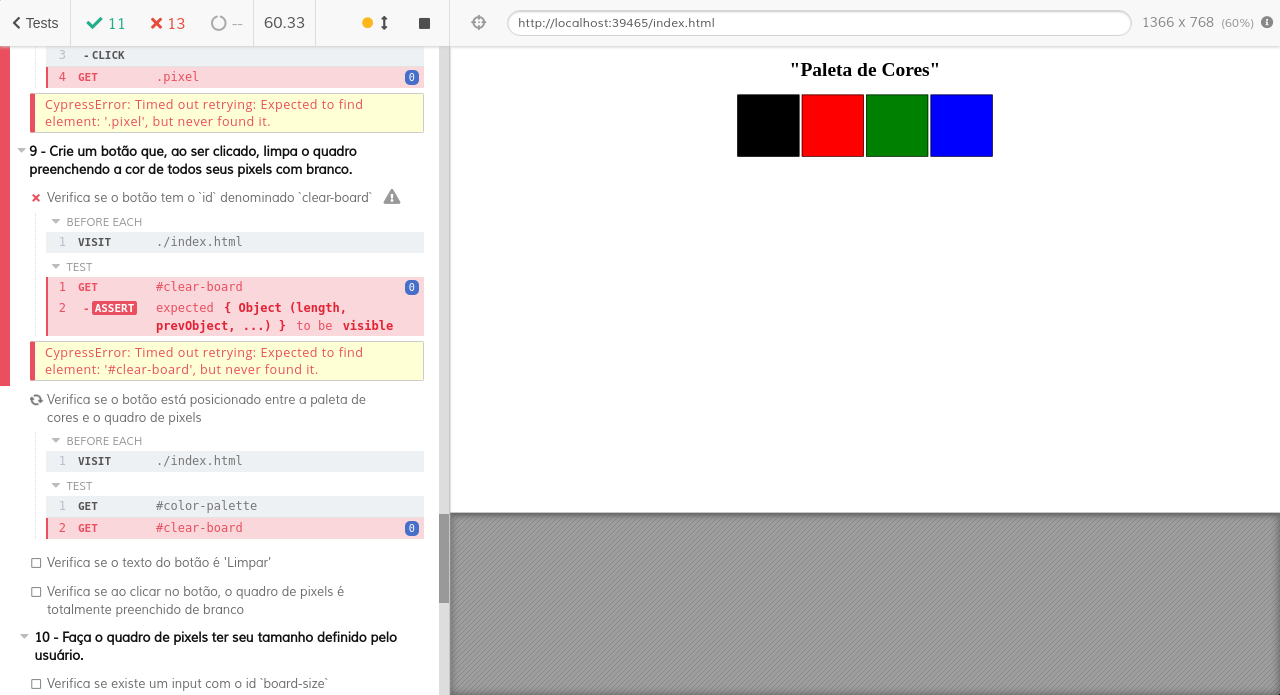 Tests 11 13 -- 60.33
http://localhost:39465/index.html 1366 x 768 (60%)
3 - CLICK
4 GET .pixel 0
CypressError: Timed out retrying: Expected to find
element: '.pixel', but never found it.
9 - Crie um botão que, ao ser clicado, limpa o quadro
preenchendo a cor de todos seus pixels com branco.
Verifica se o botão tem o `id` denominado `clear-board`
BEFORE EACH
1 VISIT ./index.html
TEST
1 GET #clear-board 0
2 - ASSERT expected { Object (length,
prevObject, ...) } to be visible
CypressError: Timed out retrying: Expected to find
element: '#clear-board', but never found it.
Verifica se o botão está posicionado entre a paleta de
cores e o quadro de pixels
BEFORE EACH
1 VISIT ./index.html
TEST
1 GET #color-palette
2 GET #clear-board 0
Verifica se o texto do botão é 'Limpar'
Verifica se ao clicar no botão, o quadro de pixels é
totalmente preenchido de branco
10 - Faça o quadro de pixels ter seu tamanho definido pelo
usuário.
Verifica se existe um input com o id `board-size`
"Paleta de Cores"